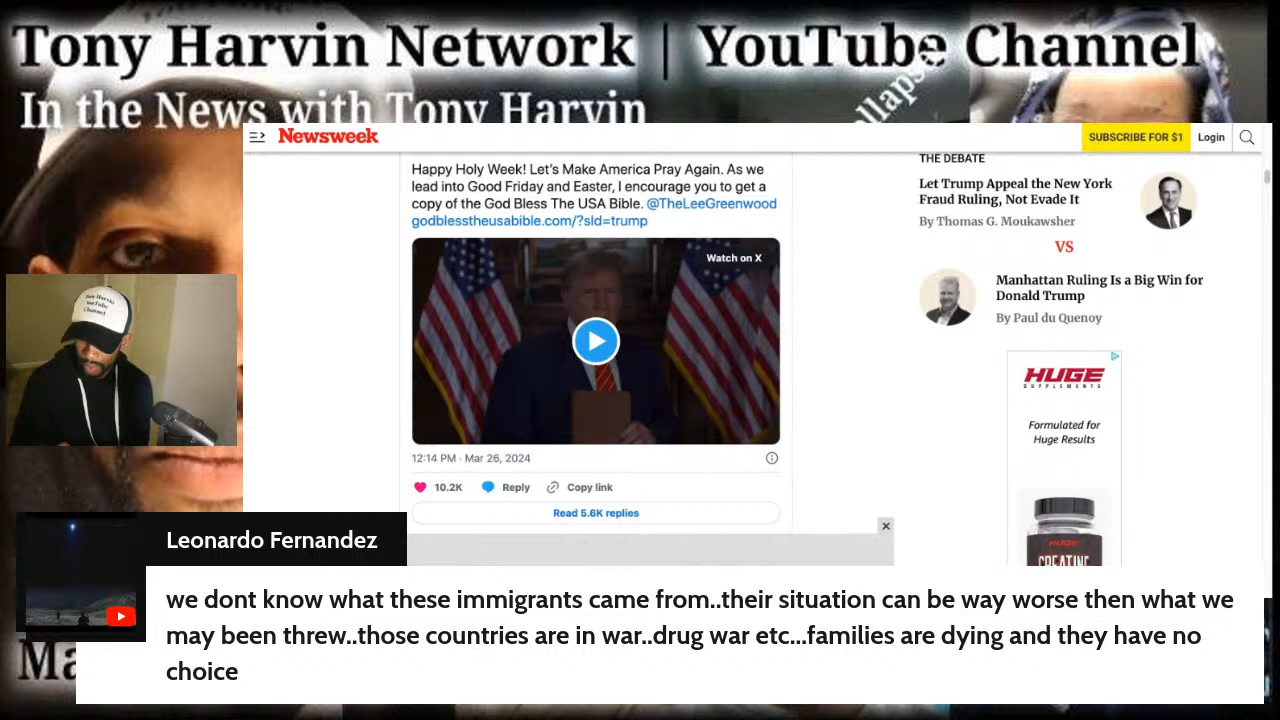 Tony Harvin Network | YouTube Channel
In the News with Tony Harvin
ollapse
Newsweek
SUBSCRIBE FOR $1
Login
Happy Holy Week! Let's Make America Pray Again. As we
lead into Good Friday and Easter, I encourage you to get a
copy of the God Bless The USA Bible. @TheLeeGreenwood
godblesstheusabible.com/?sId=trump
Watch on X
12:14 PM · Mar 26, 2024
10.2K
Reply
Copy link
Read 5.6K replies
THE DEBATE
Let Trump Appeal the New York
Fraud Ruling, Not Evade It
By Thomas G. Moukawsher
VS
Manhattan Ruling Is a Big Win for
Donald Trump
By Paul du Quenoy
HUGE
SUPPLEMENTS
Formulated for
Huge Results
HUGE
CREATINE
Tony Harvin
YouTube
Channel
Leonardo Fernandez
we dont know what these immigrants came from..their situation can be way worse then what we
may been threw..those countries are in war..drug war etc...families are dying and they have no
choice
Ma